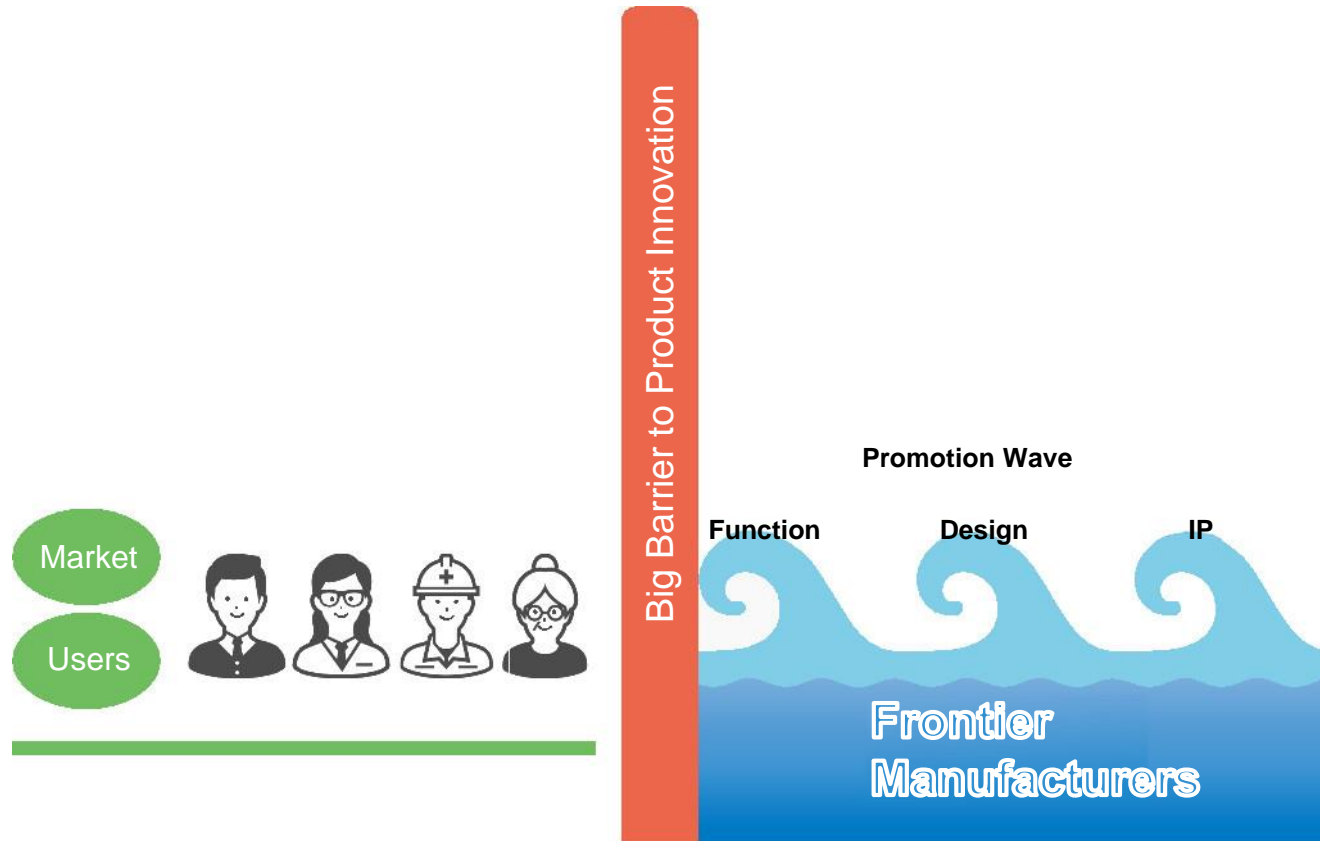 Market
Users
Big Barrier to Product Innovation
Promotion Wave
Function Design IP
Frontier
Manufacturers